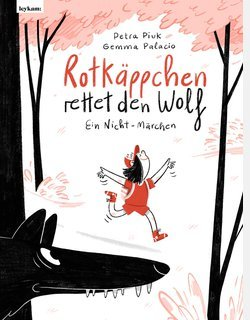 leykam:
Petra Piuk
Gemma Palacio
Rotkäppchen
rettet den Wolf
Ein Nicht-Märchen